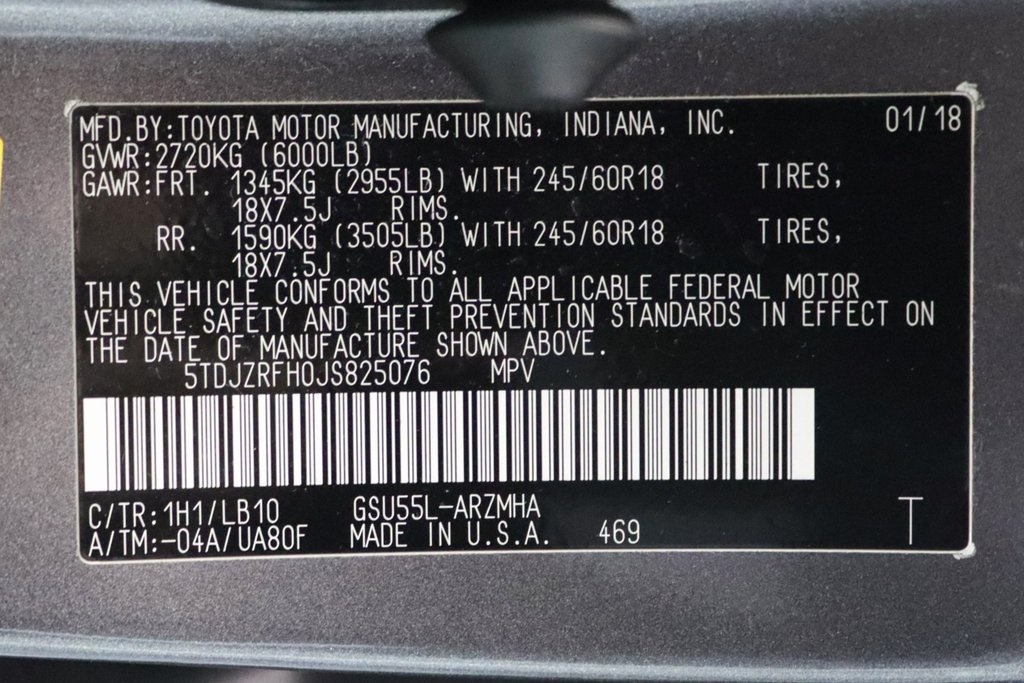 MFD.BY:TOYOTA MOTOR MANUFACTURING, INDIANA, INC. 01/18
GVWR:2720KG (6000LB)
GAWR:FRT. 1345KG (2955LB) WITH 245/60R18 TIRES,
18X7.5J RIMS.
RR. 1590KG (3505LB) WITH 245/60R18 TIRES,
18X7.5J RIMS.
THIS VEHICLE CONFORMS TO ALL APPLICABLE FEDERAL MOTOR
VEHICLE SAFETY AND THEFT PREVENTION STANDARDS IN EFFECT ON
THE DATE OF MANUFACTURE SHOWN ABOVE.
5TDJZRFH0JS825076 MPV
C/TR:1H1/LB10 GSU55L-ARZMHA
A/TM:-04A/UA80F MADE IN U.S.A. 469 T